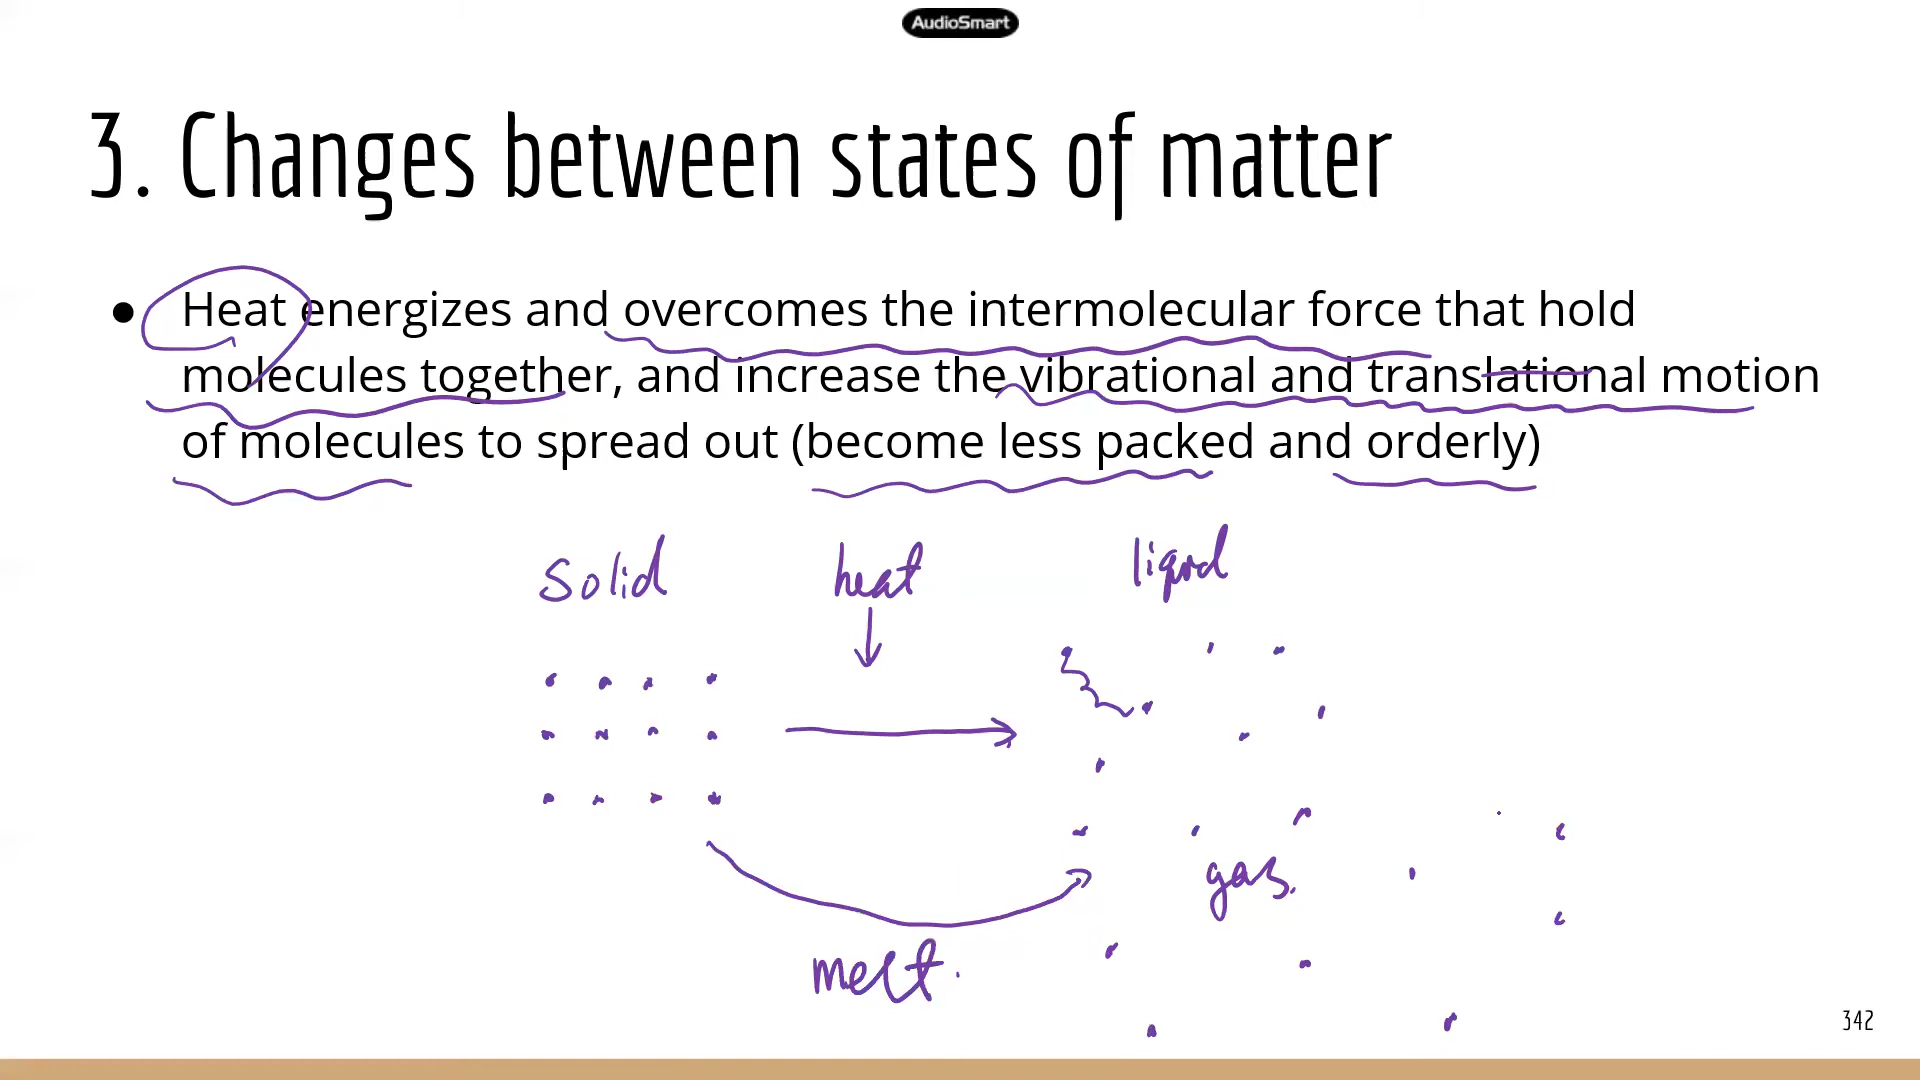 AudioSmart
3. Changes between states of matter
● Heat energizes and overcomes the intermolecular force that hold
molecules together, and increase the vibrational and translational motion
of molecules to spread out (become less packed and orderly)
solid heat liquid
gas.
melt.
342